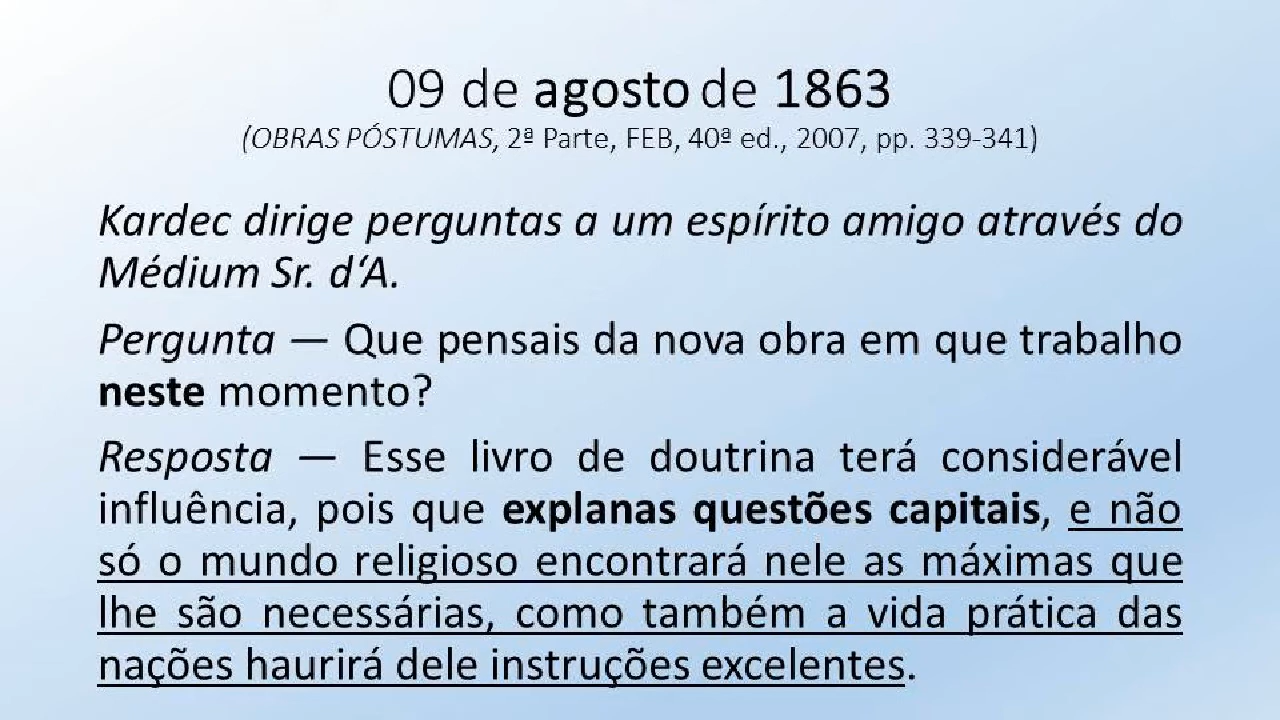 09 de agosto de 1863
(OBRAS PÓSTUMAS, 2ª Parte, FEB, 40ª ed., 2007, pp. 339-341)
Kardec dirige perguntas a um espírito amigo através do
Médium Sr. d‘A.
Pergunta — Que pensais da nova obra em que trabalho
neste momento?
Resposta — Esse livro de doutrina terá considerável
influência, pois que explanas questões capitais, e não
só o mundo religioso encontrará nele as máximas que
lhe são necessárias, como também a vida prática das
nações haurirá dele instruções excelentes.